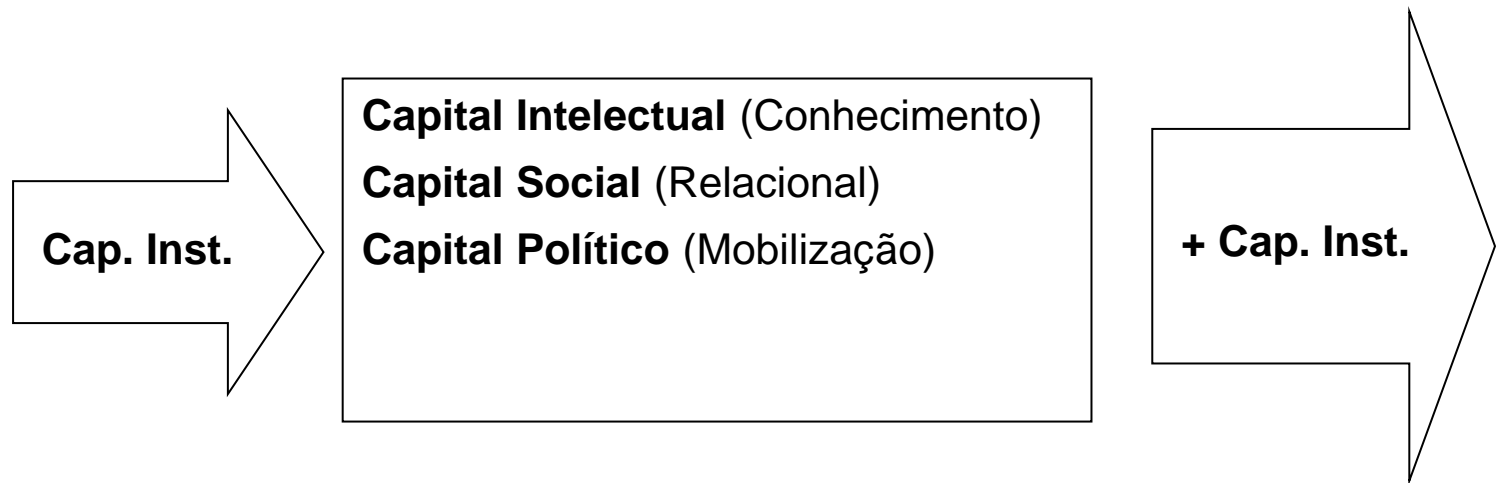 Cap. Inst.
Capital Intelectual (Conhecimento)
Capital Social (Relacional)
Capital Político (Mobilização)
+ Cap. Inst.